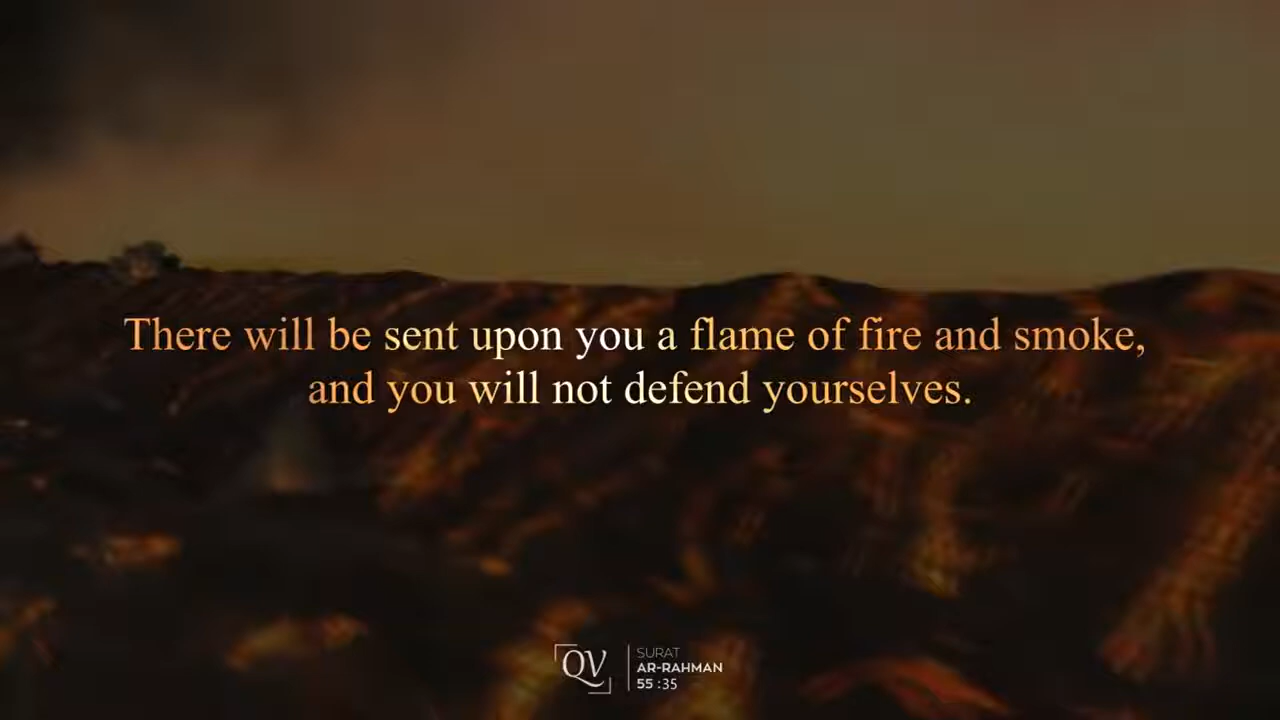 There will be sent upon you a flame of fire and smoke,
and you will not defend yourselves.
QV
SURAT
AR-RAHMAN
55 :35